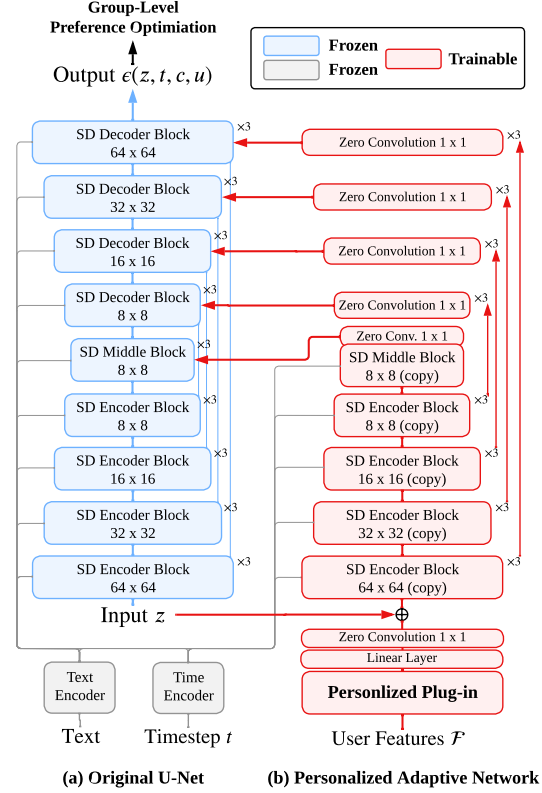 Group-Level
Preference Optimiation
Output ϵ(z, t, c, u)
Frozen
Frozen
Trainable
SD Decoder Block
64 x 64
×3
Zero Convolution 1 x 1
×3
SD Decoder Block
32 x 32
×3
Zero Convolution 1 x 1
×3
SD Decoder Block
16 x 16
×3
Zero Convolution 1 x 1
×3
SD Decoder Block
8 x 8
×3
Zero Convolution 1 x 1
×3
SD Middle Block
8 x 8
×3
Zero Conv. 1 x 1
SD Middle Block
8 x 8 (copy)
SD Encoder Block
8 x 8
×3
SD Encoder Block
8 x 8 (copy)
×3
SD Encoder Block
16 x 16
×3
SD Encoder Block
16 x 16 (copy)
×3
SD Encoder Block
32 x 32
×3
SD Encoder Block
32 x 32 (copy)
×3
SD Encoder Block
64 x 64
×3
SD Encoder Block
64 x 64 (copy)
×3
Input z
Zero Convolution 1 x 1
Linear Layer
Personlized Plug-in
Text
Encoder
Time
Encoder
Text
Timestep t
User Features ℱ
(a) Original U-Net
(b) Personalized Adaptive Network